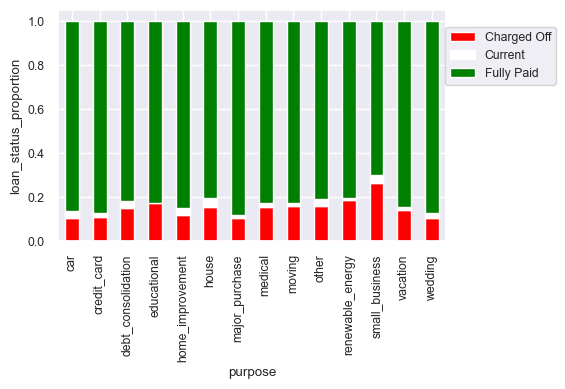 1.0
0.8
0.6
0.4
0.2
0.0
loan_status_proportion
Charged Off
Current
Fully Paid
car
credit_card
debt_consolidation
educational
home_improvement
house
major_purchase
medical
moving
other
renewable_energy
small_business
vacation
wedding
purpose